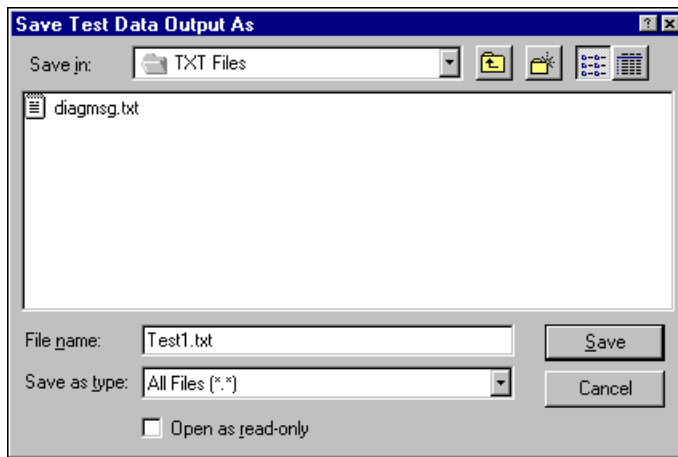 Save Test Data Output As
Save in: TXT Files
diagmsg.txt
File name: Test1.txt Save
Save as type: All Files (*.*) Cancel
Open as read-only